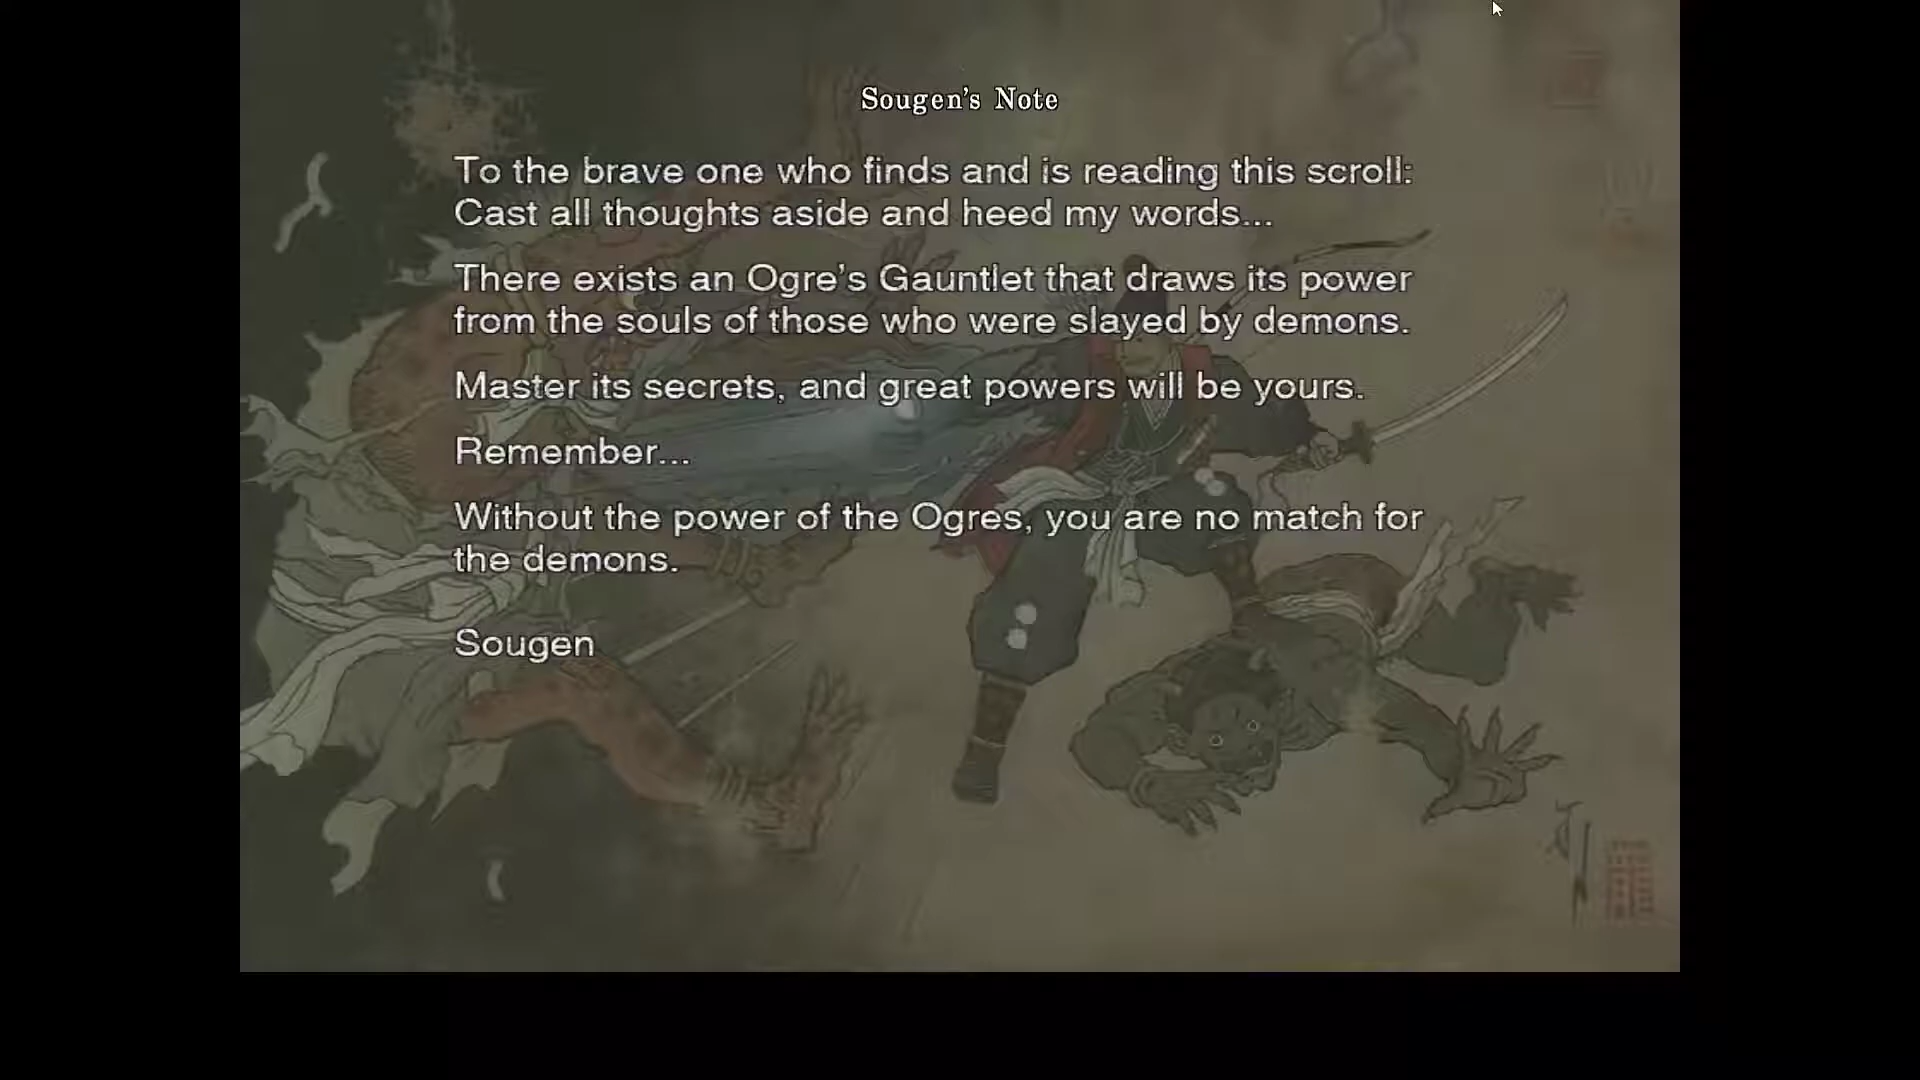 Sougen's Note
To the brave one who finds and is reading this scroll:
Cast all thoughts aside and heed my words...
There exists an Ogre's Gauntlet that draws its power
from the souls of those who were slayed by demons.
Master its secrets, and great powers will be yours.
Remember...
Without the power of the Ogres, you are no match for
the demons.
Sougen